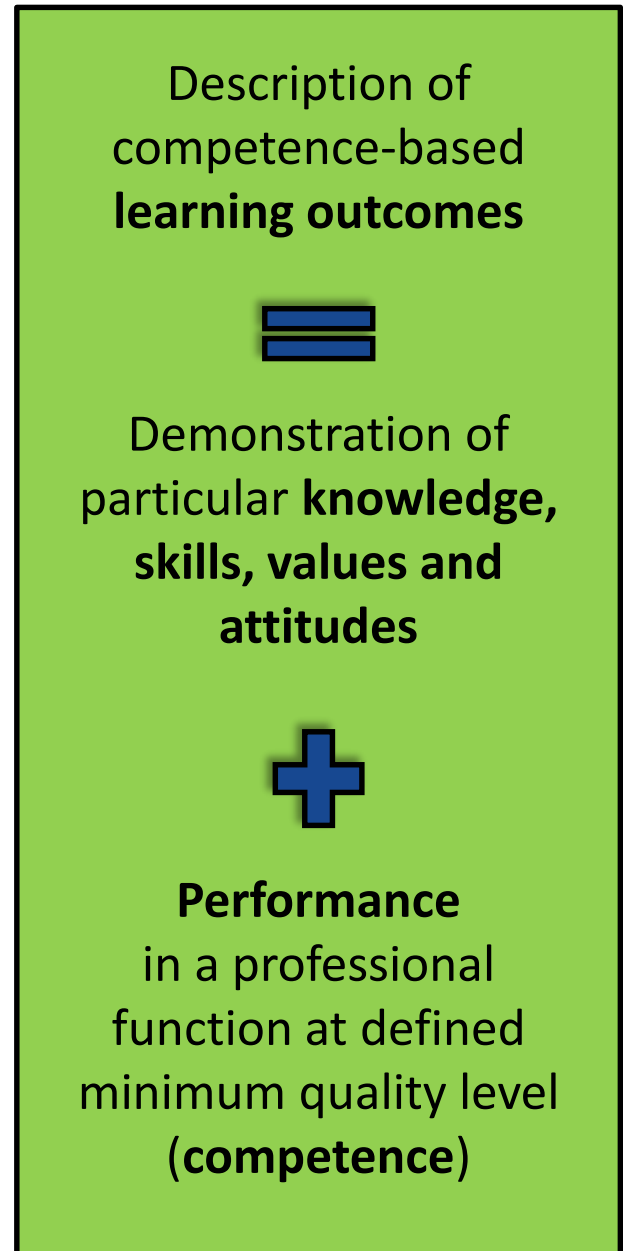 Description of
competence-based
learning outcomes
Demonstration of
particular knowledge,
skills, values and
attitudes
Performance
in a professional
function at defined
minimum quality level
(competence)